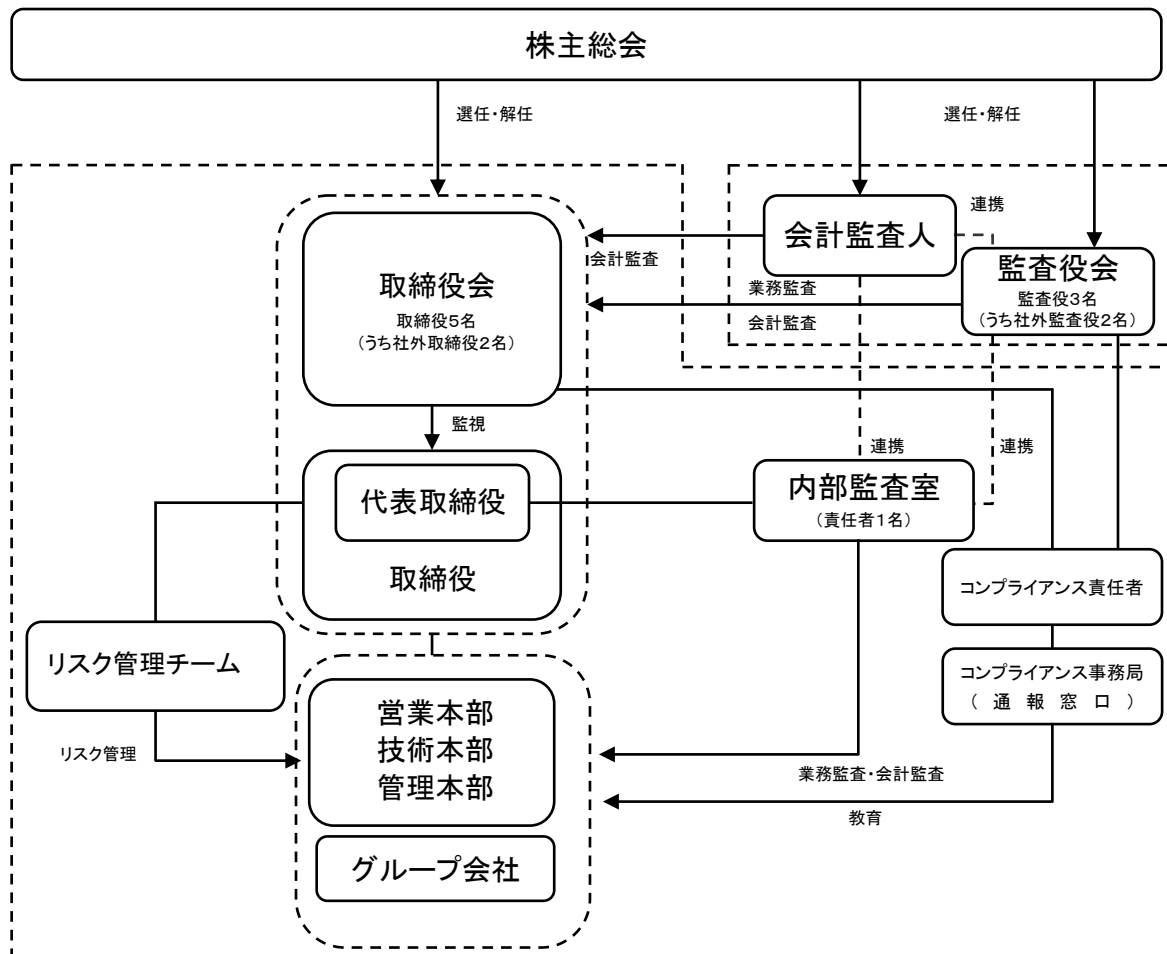 株主総会
選任・解任
選任・解任
会計監査人
連携
監査役会
監査役3名
(うち社外監査役2名)
取締役会
取締役5名
(うち社外取締役2名)
会計監査
業務監査
会計監査
監視
代表取締役
取締役
連携
連携
内部監査室
(責任者1名)
コンプライアンス責任者
リスク管理チーム
コンプライアンス事務局
(通報窓口)
営業本部
技術本部
管理本部
リスク管理
業務監査・会計監査
教育
グループ会社